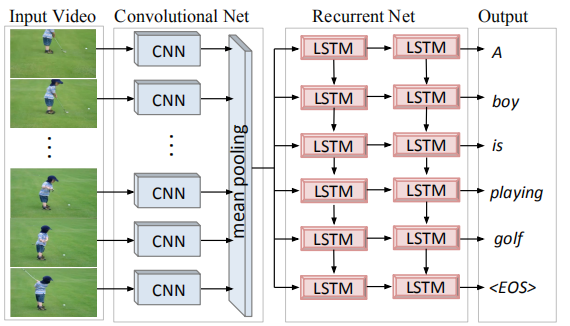 Input Video
Convolutional Net
Recurrent Net
Output
CNN
CNN
CNN
CNN
CNN
mean pooling
LSTM LSTM A
LSTM LSTM boy
LSTM LSTM is
LSTM LSTM playing
LSTM LSTM golf
LSTM LSTM <EOS>